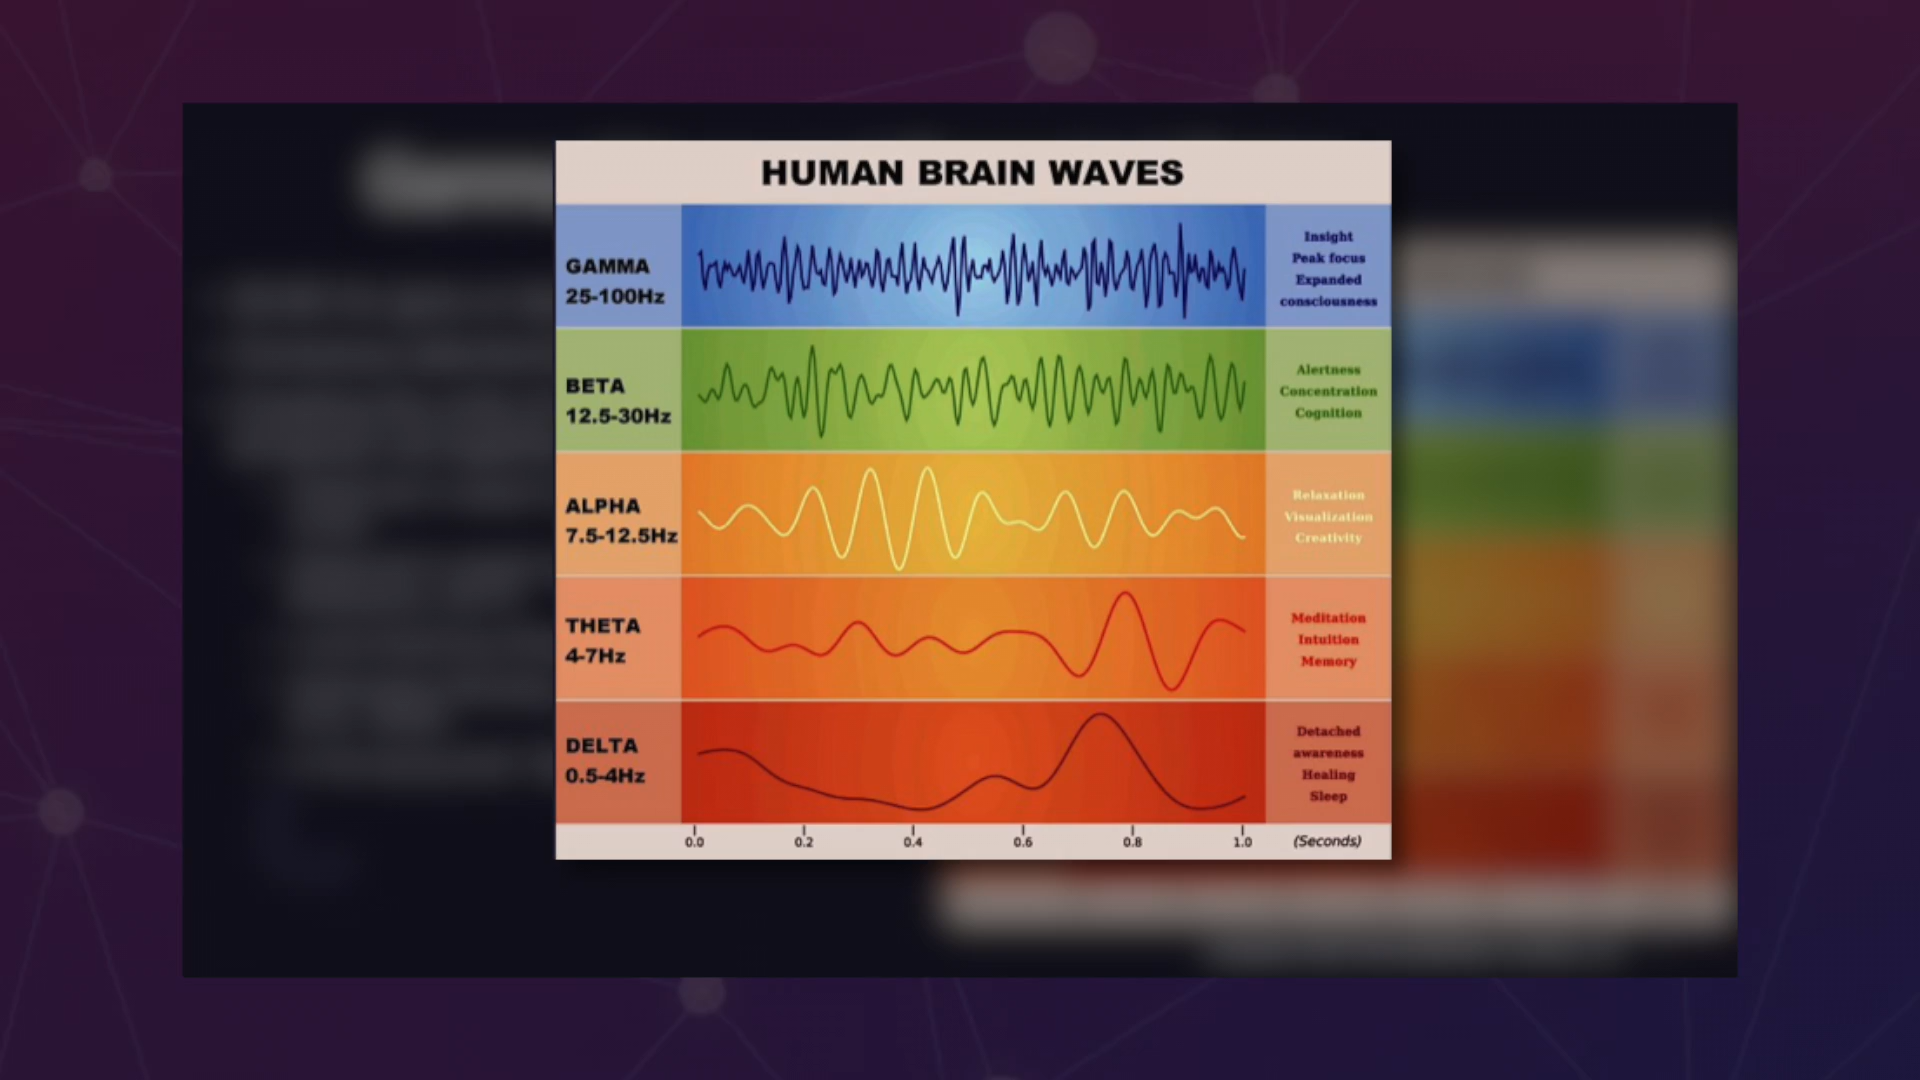 HUMAN BRAIN WAVES
GAMMA
25-100Hz
Insight
Peak focus
Expanded
consciousness
BETA
12.5-30Hz
Alertness
Concentration
Cognition
ALPHA
7.5-12.5Hz
Relaxation
Visualization
Creativity
THETA
4-7Hz
Meditation
Intuition
Memory
DELTA
0.5-4Hz
Detached
awareness
Healing
Sleep
0.0 0.2 0.4 0.6 0.8 1.0 (Seconds)